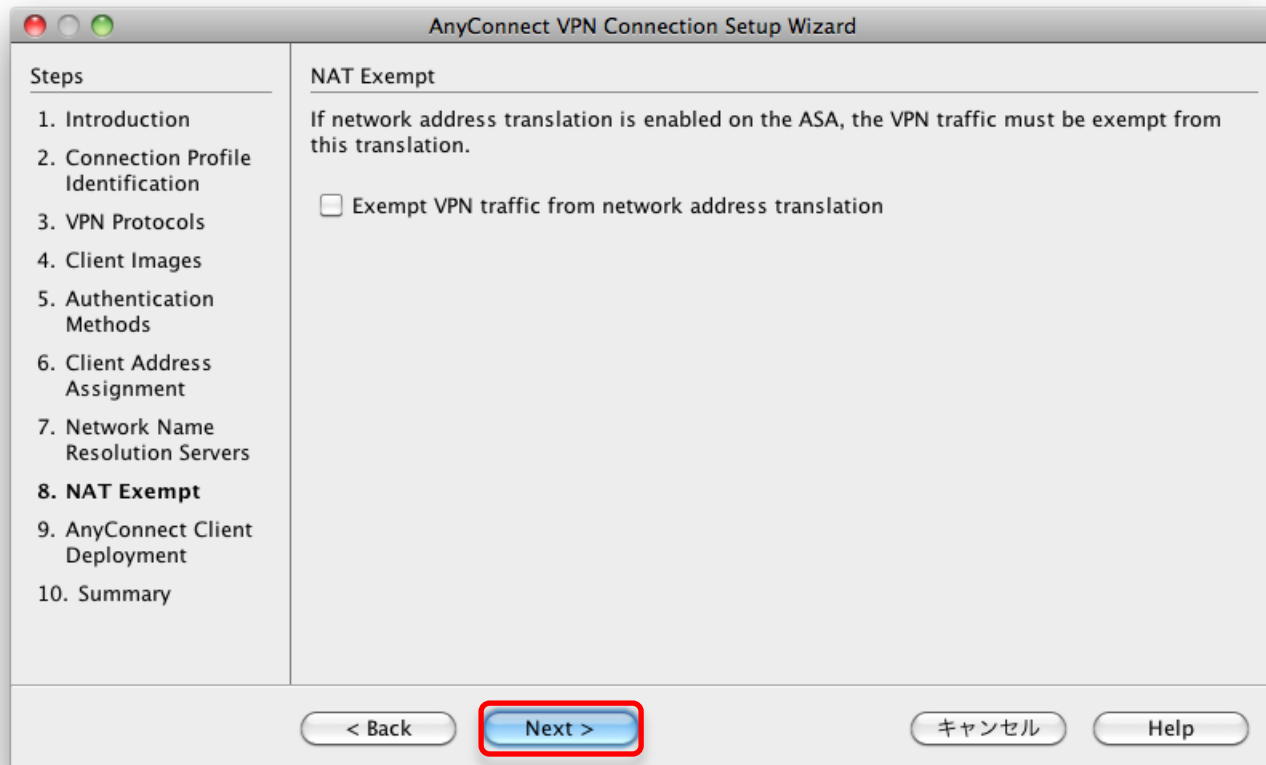 AnyConnect VPN Connection Setup Wizard
Steps
1. Introduction
2. Connection Profile
Identification
3. VPN Protocols
4. Client Images
5. Authentication
Methods
6. Client Address
Assignment
7. Network Name
Resolution Servers
8. NAT Exempt
9. AnyConnect Client
Deployment
10. Summary
NAT Exempt
If network address translation is enabled on the ASA, the VPN traffic must be exempt from
this translation.
Exempt VPN traffic from network address translation
< Back
Next >
キャンセル
Help